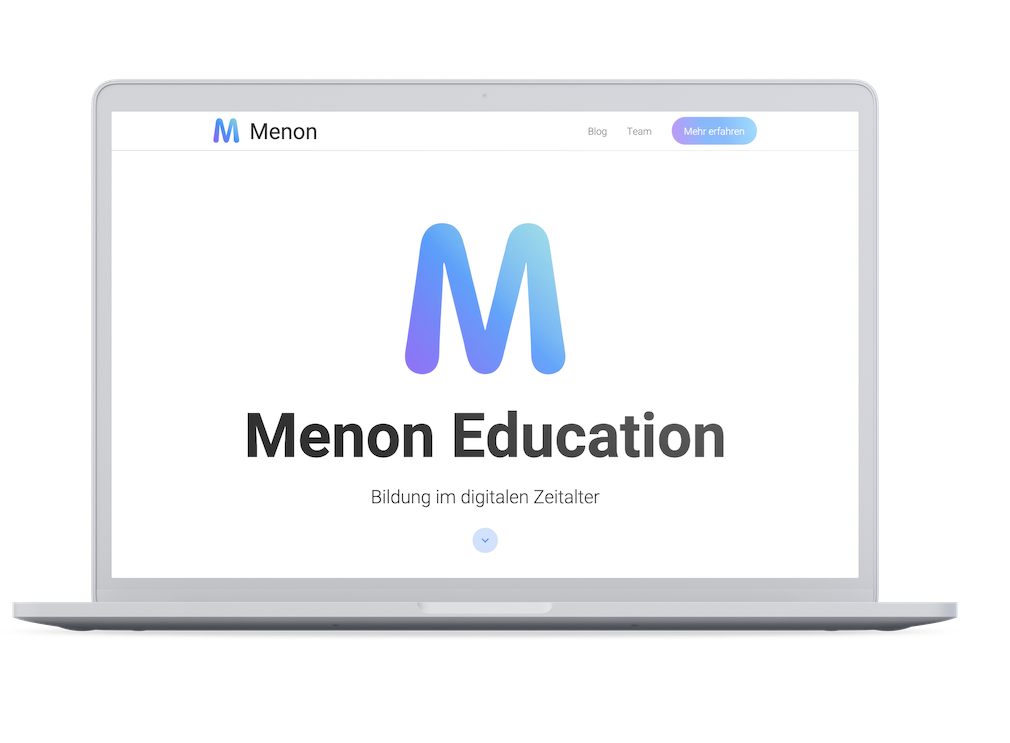 M Menon
Blog Team Mehr erfahren
M
Menon Education
Bildung im digitalen Zeitalter